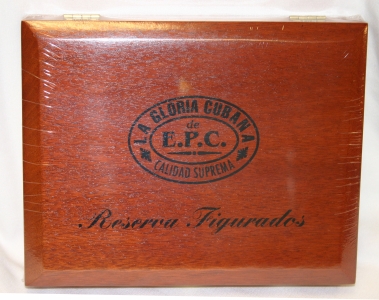 LA GLORIA CUBANA
de
E.P.C.
CALIDAD SUPREMA
Reserva Figurados